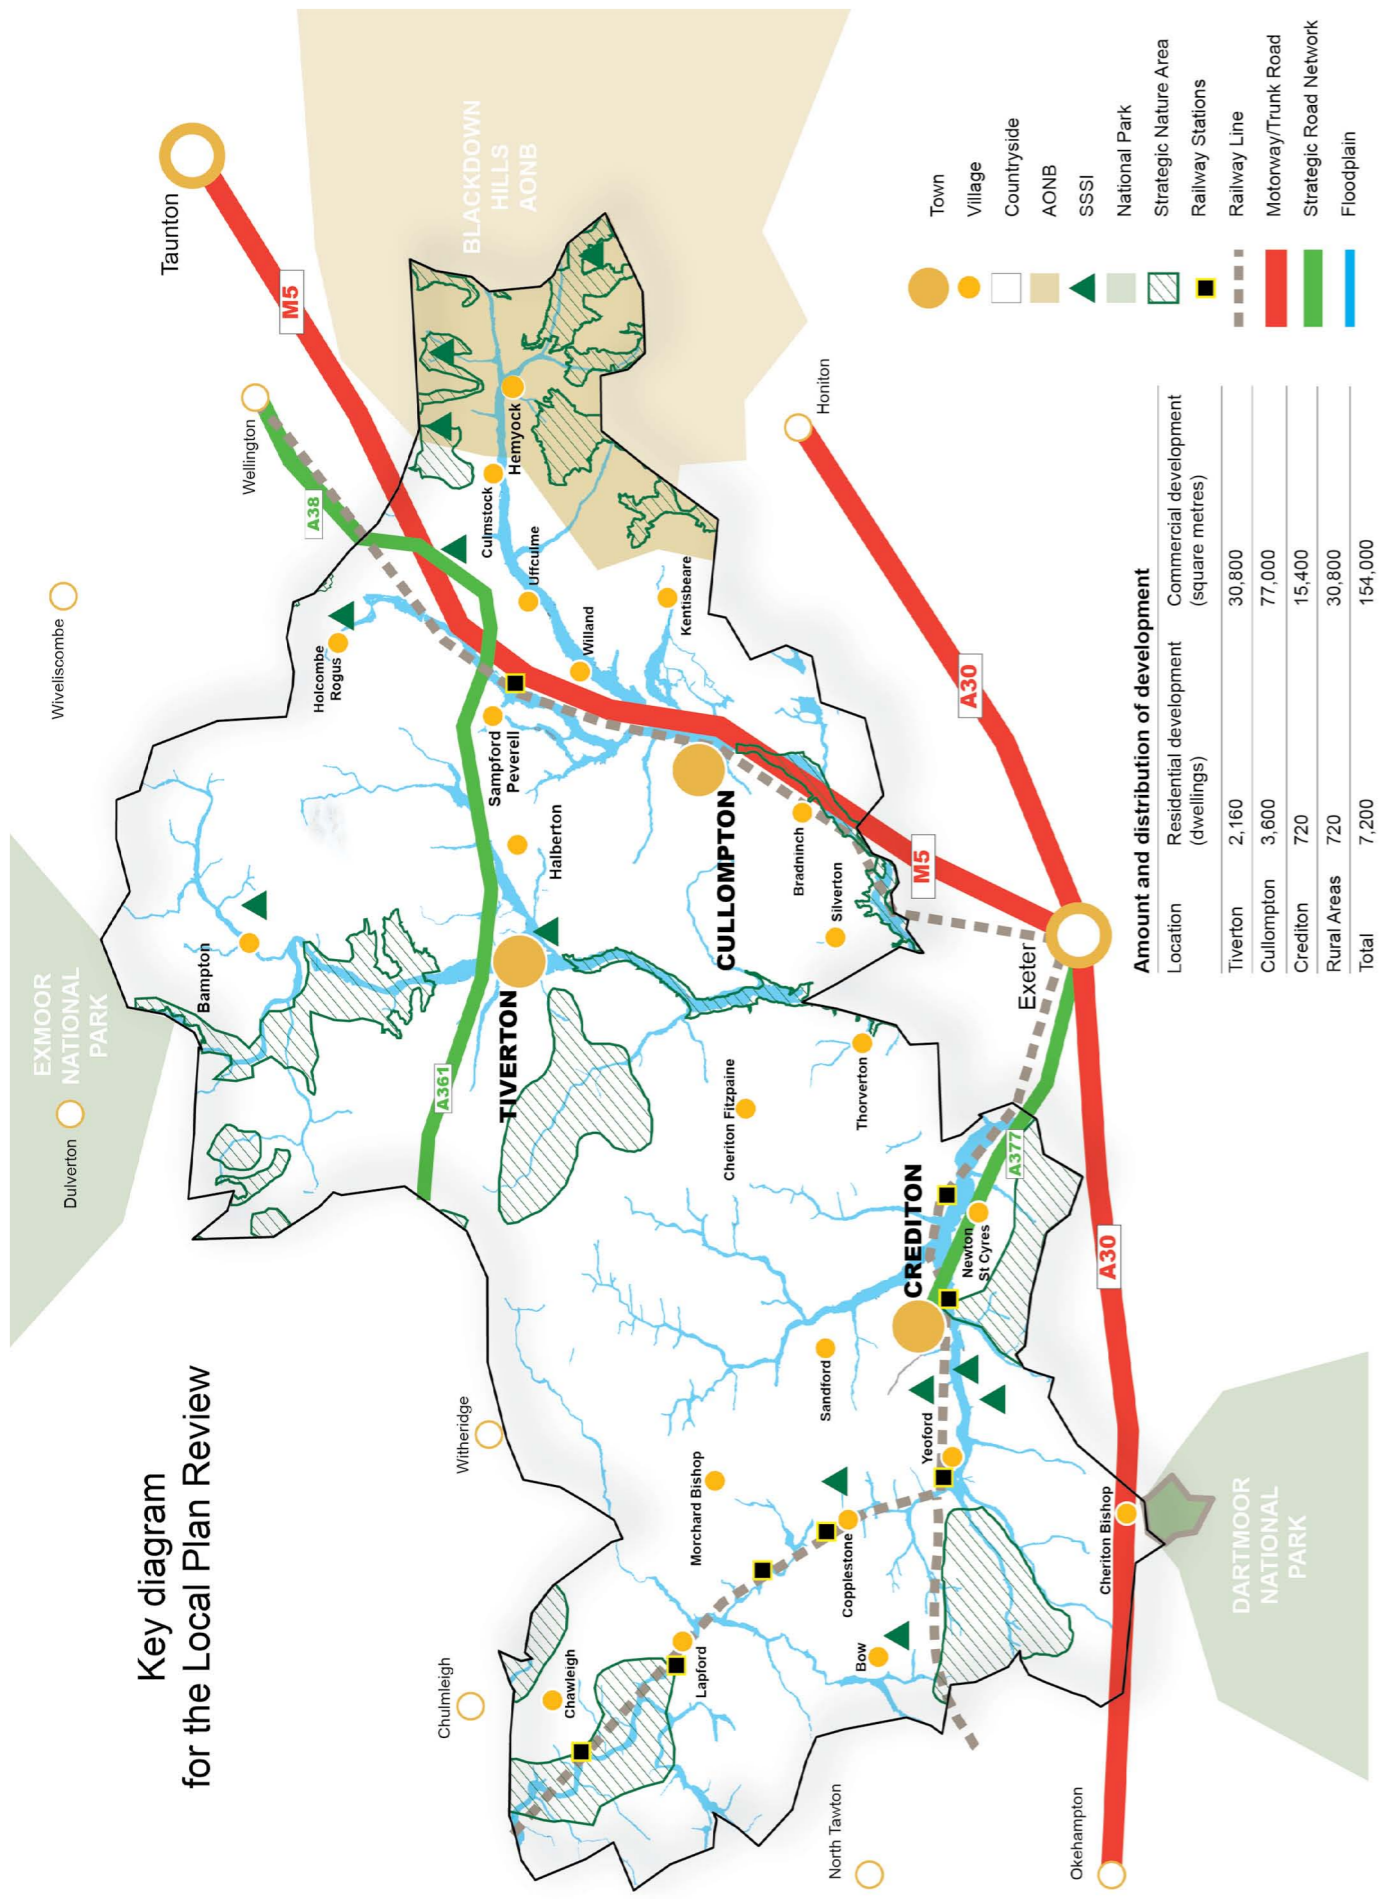 Key diagram
for the Local Plan Review
EXMOOR
NATIONAL
PARK
Dulverton
Wiveliscombe
Taunton
Wellington
M5
A38
BLACKDOWN
HILLS
AONB
Bampton
Holcombe
Rogus
Culmstock
Hemyock
Uffculme
Willand
Kentisbeare
Sampford
Peverell
Halberton
A361
TIVERTON
CULLOMPTON
Bradninch
Silverton
M5
A30
Honiton
Witheridge
Chulmleigh
Chawleigh
Lapford
Morchard Bishop
Cheriton Fitzpaine
Thorverton
Sandford
CREDITON
Newton
St Cyres
A377
Exeter
Copplestone
Yeoford
Bow
North Tawton
Cheriton Bishop
A30
Okehampton
DARTMOOR
NATIONAL
PARK
Amount and distribution of development
Location Residential development Commercial development
(dwellings) (square metres)
Tiverton 2,160 30,800
Cullompton 3,600 77,000
Crediton 720 15,400
Rural Areas 720 30,800
Total 7,200 154,000
Town
Village
Countryside
AONB
SSSI
National Park
Strategic Nature Area
Railway Stations
Railway Line
Motorway/Trunk Road
Strategic Road Network
Floodplain